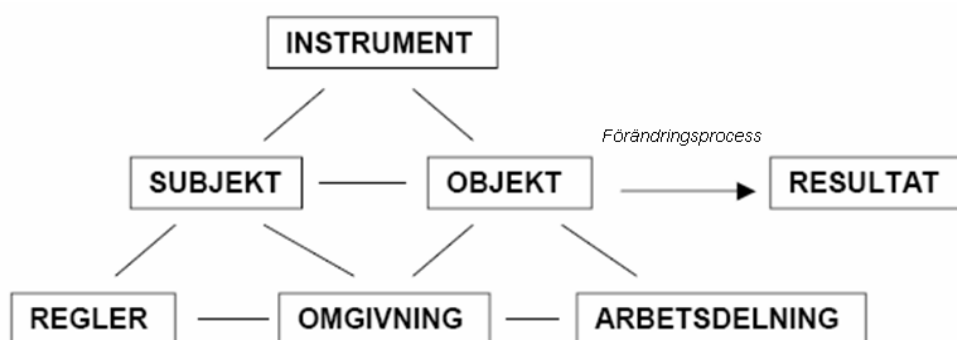 INSTRUMENT
Förändringsprocess
SUBJEKT
OBJEKT
RESULTAT
REGLER
OMGIVNING
ARBETSDELNING